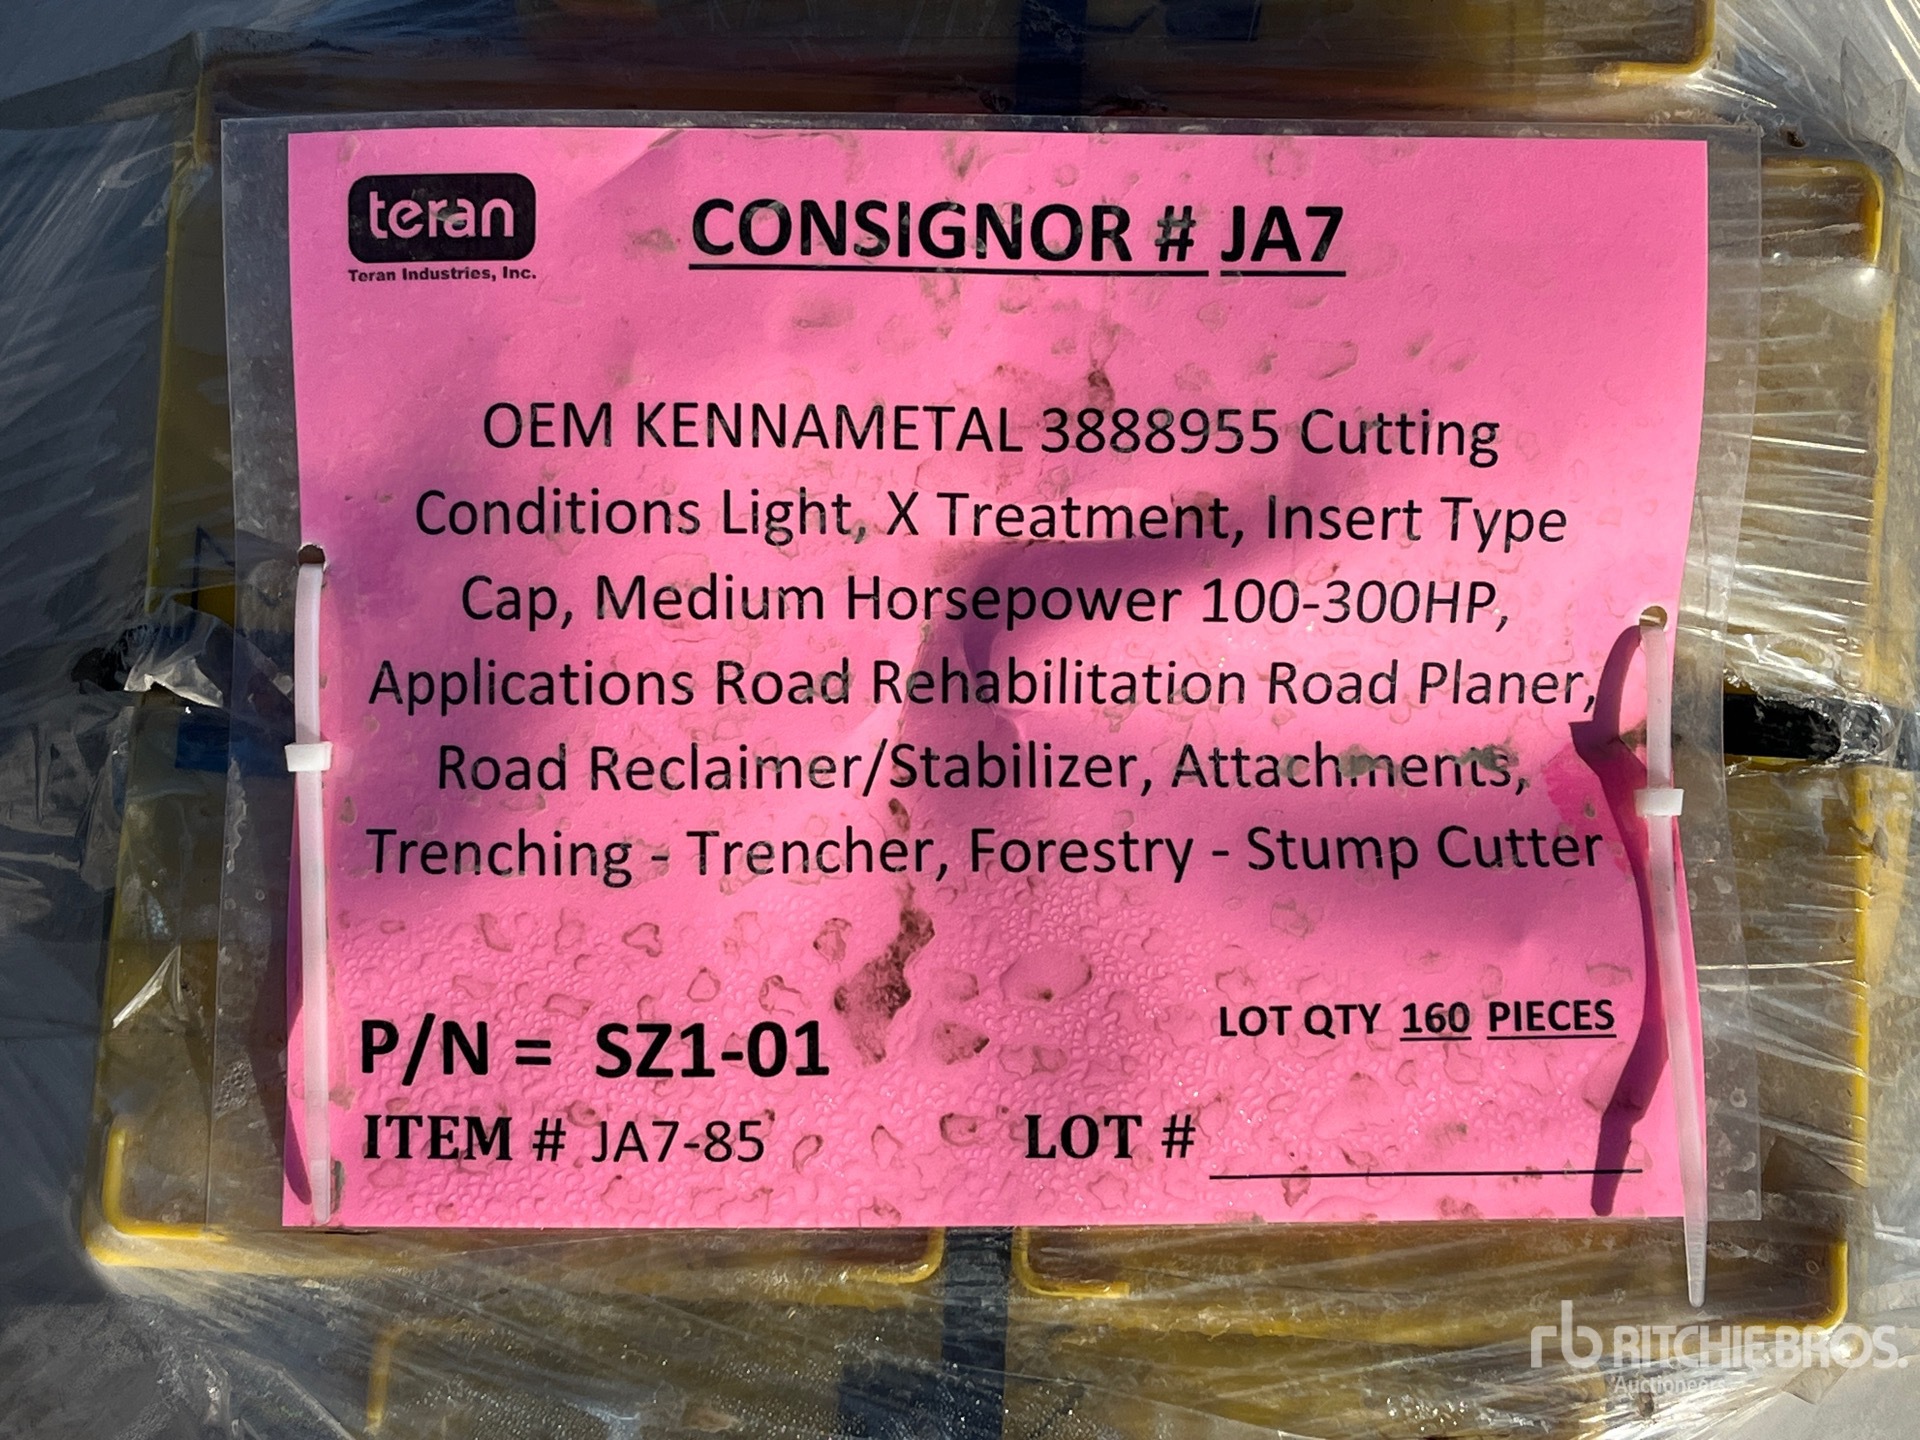 teran
Teran Industries, Inc.
CONSIGNOR # JA7
OEM KENNAMETAL 3888955 Cutting
Conditions Light, X Treatment, Insert Type
Cap, Medium Horsepower 100-300HP,
Applications Road Rehabilitation Road Planer,
Road Reclaimer/Stabilizer, Attachments,
Trenching - Trencher, Forestry - Stump Cutter
LOT QTY 160 PIECES
P/N = SZ1-01
ITEM # JA7-85
LOT #
rb RITCHIE BROS.
Auctioneers